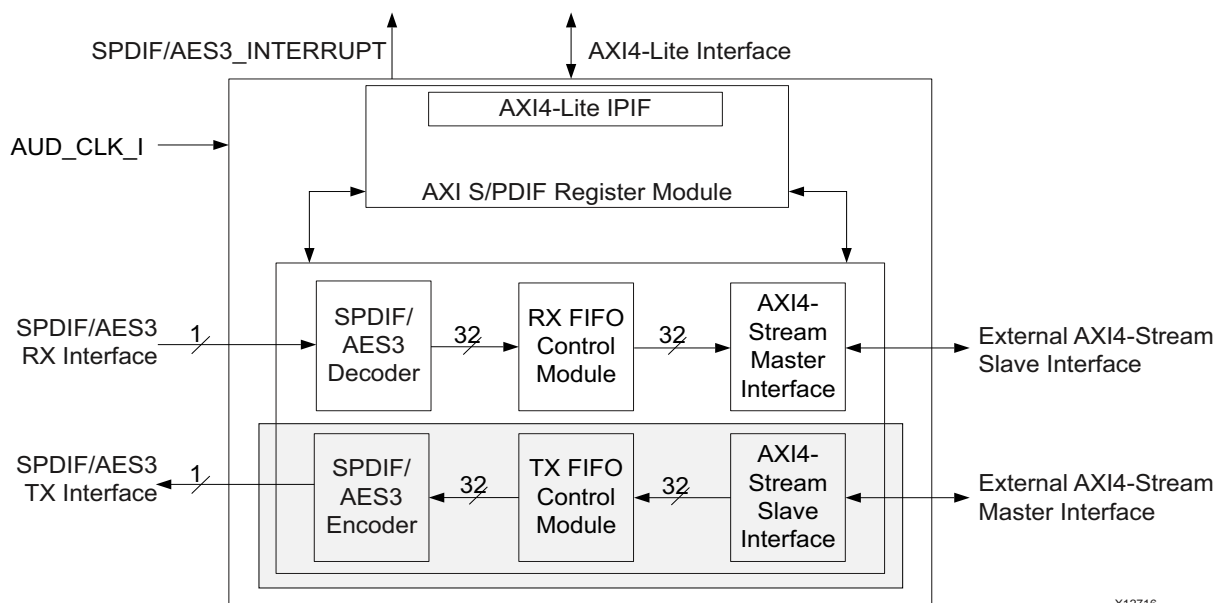 SPDIF/AES3_INTERRUPT
AXI4-Lite Interface
AXI4-Lite IPIF
AUD_CLK_I
AXI S/PDIF Register Module
SPDIF/AES3
RX Interface
1
SPDIF/
AES3
Decoder
32
RX FIFO
Control
Module
32
AXI4-
Stream
Master
Interface
External AXI4-Stream
Slave Interface
SPDIF/AES3
TX Interface
1
SPDIF/
AES3
Encoder
32
TX FIFO
Control
Module
32
AXI4-
Stream
Slave
Interface
External AXI4-Stream
Master Interface